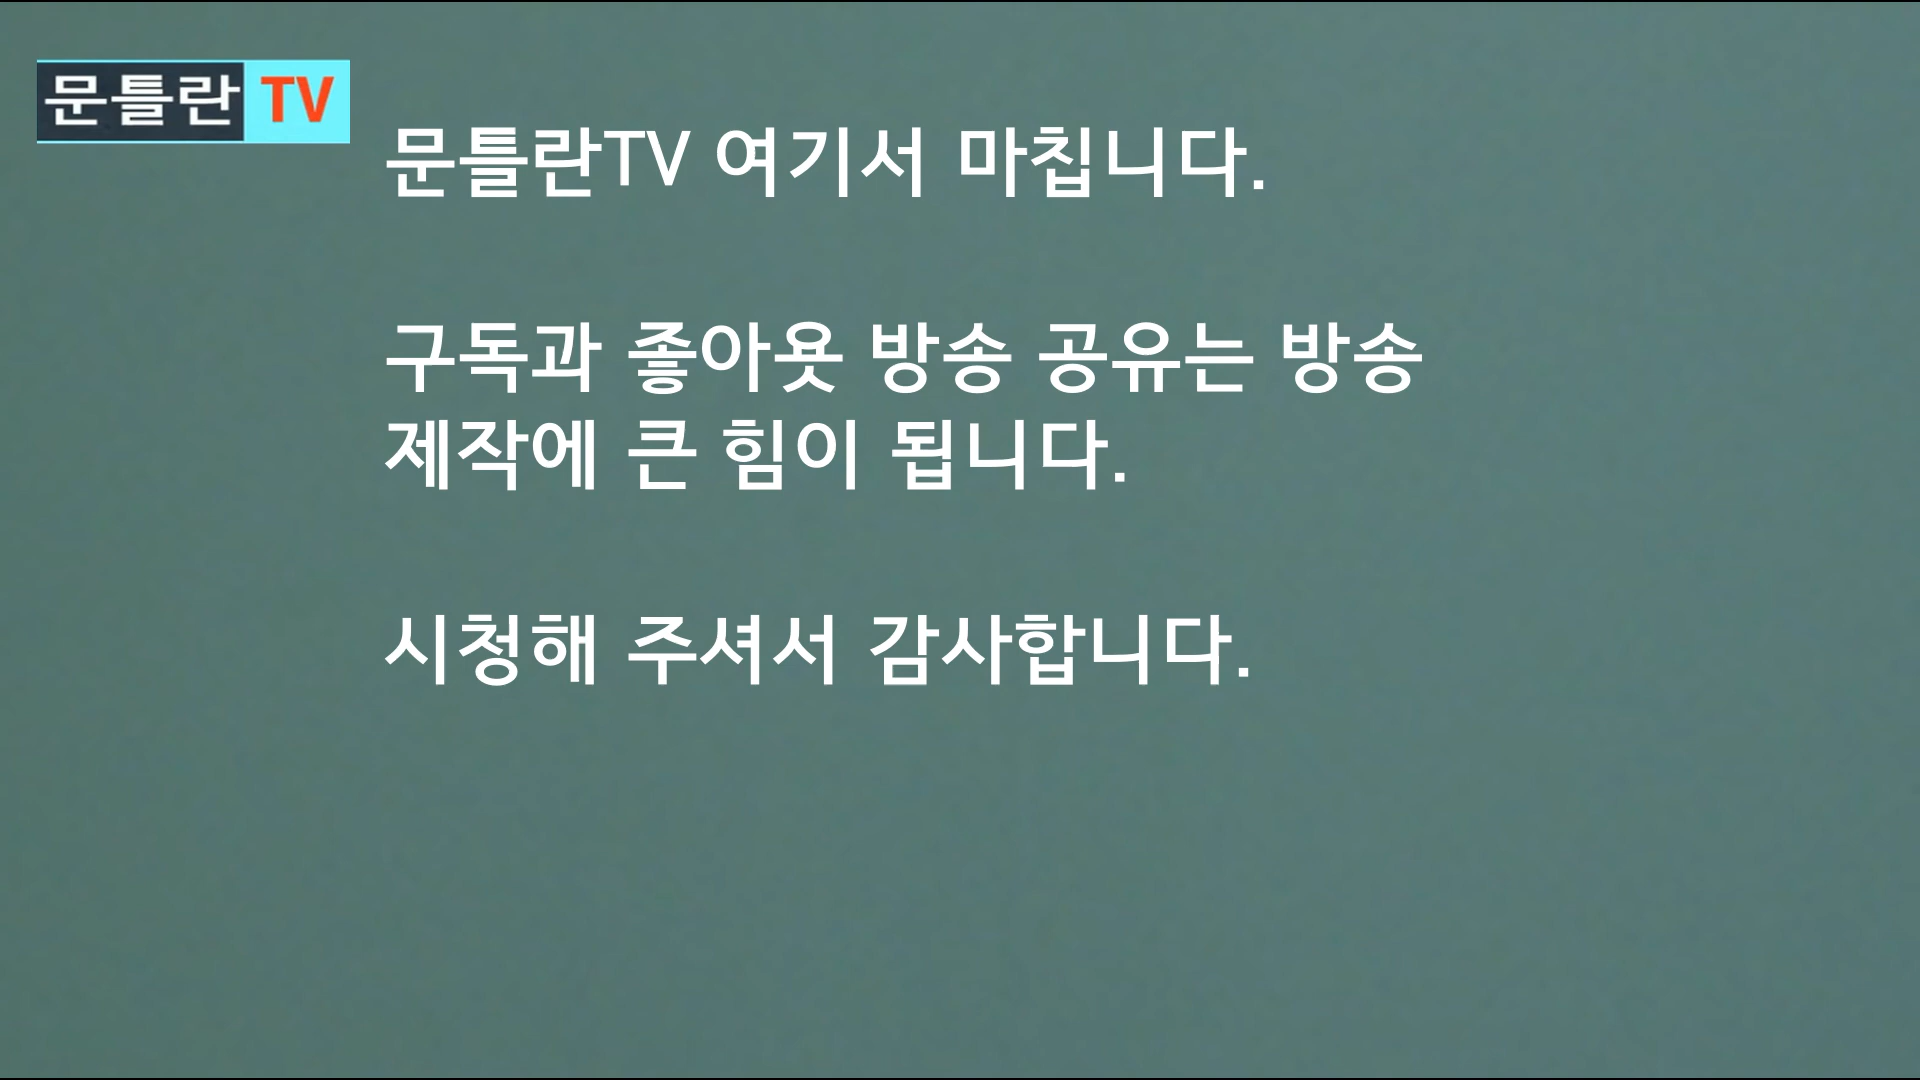 문틀란 TV
문틀란TV 여기서 마칩니다.
구독과 좋아욧 방송 공유는 방송
제작에 큰 힘이 됩니다.
시청해 주셔서 감사합니다.